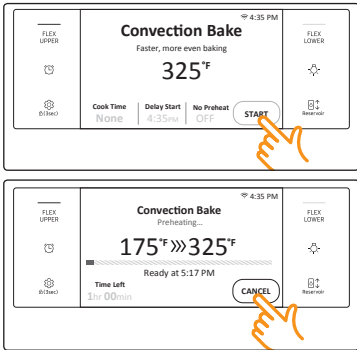 4:35 PM
FLEX
UPPER
Convection Bake
FLEX
LOWER
Faster, more even baking
325°F
Cook Time Delay Start No Preheat
None 4:35PM OFF START
(3sec)
Reservoir
4:35 PM
FLEX
UPPER
Convection Bake
FLEX
LOWER
Preheating...
175°F »» 325°F
Ready at 5:17 PM
Time Left
1hr 00min CANCEL
(3sec)
Reservoir